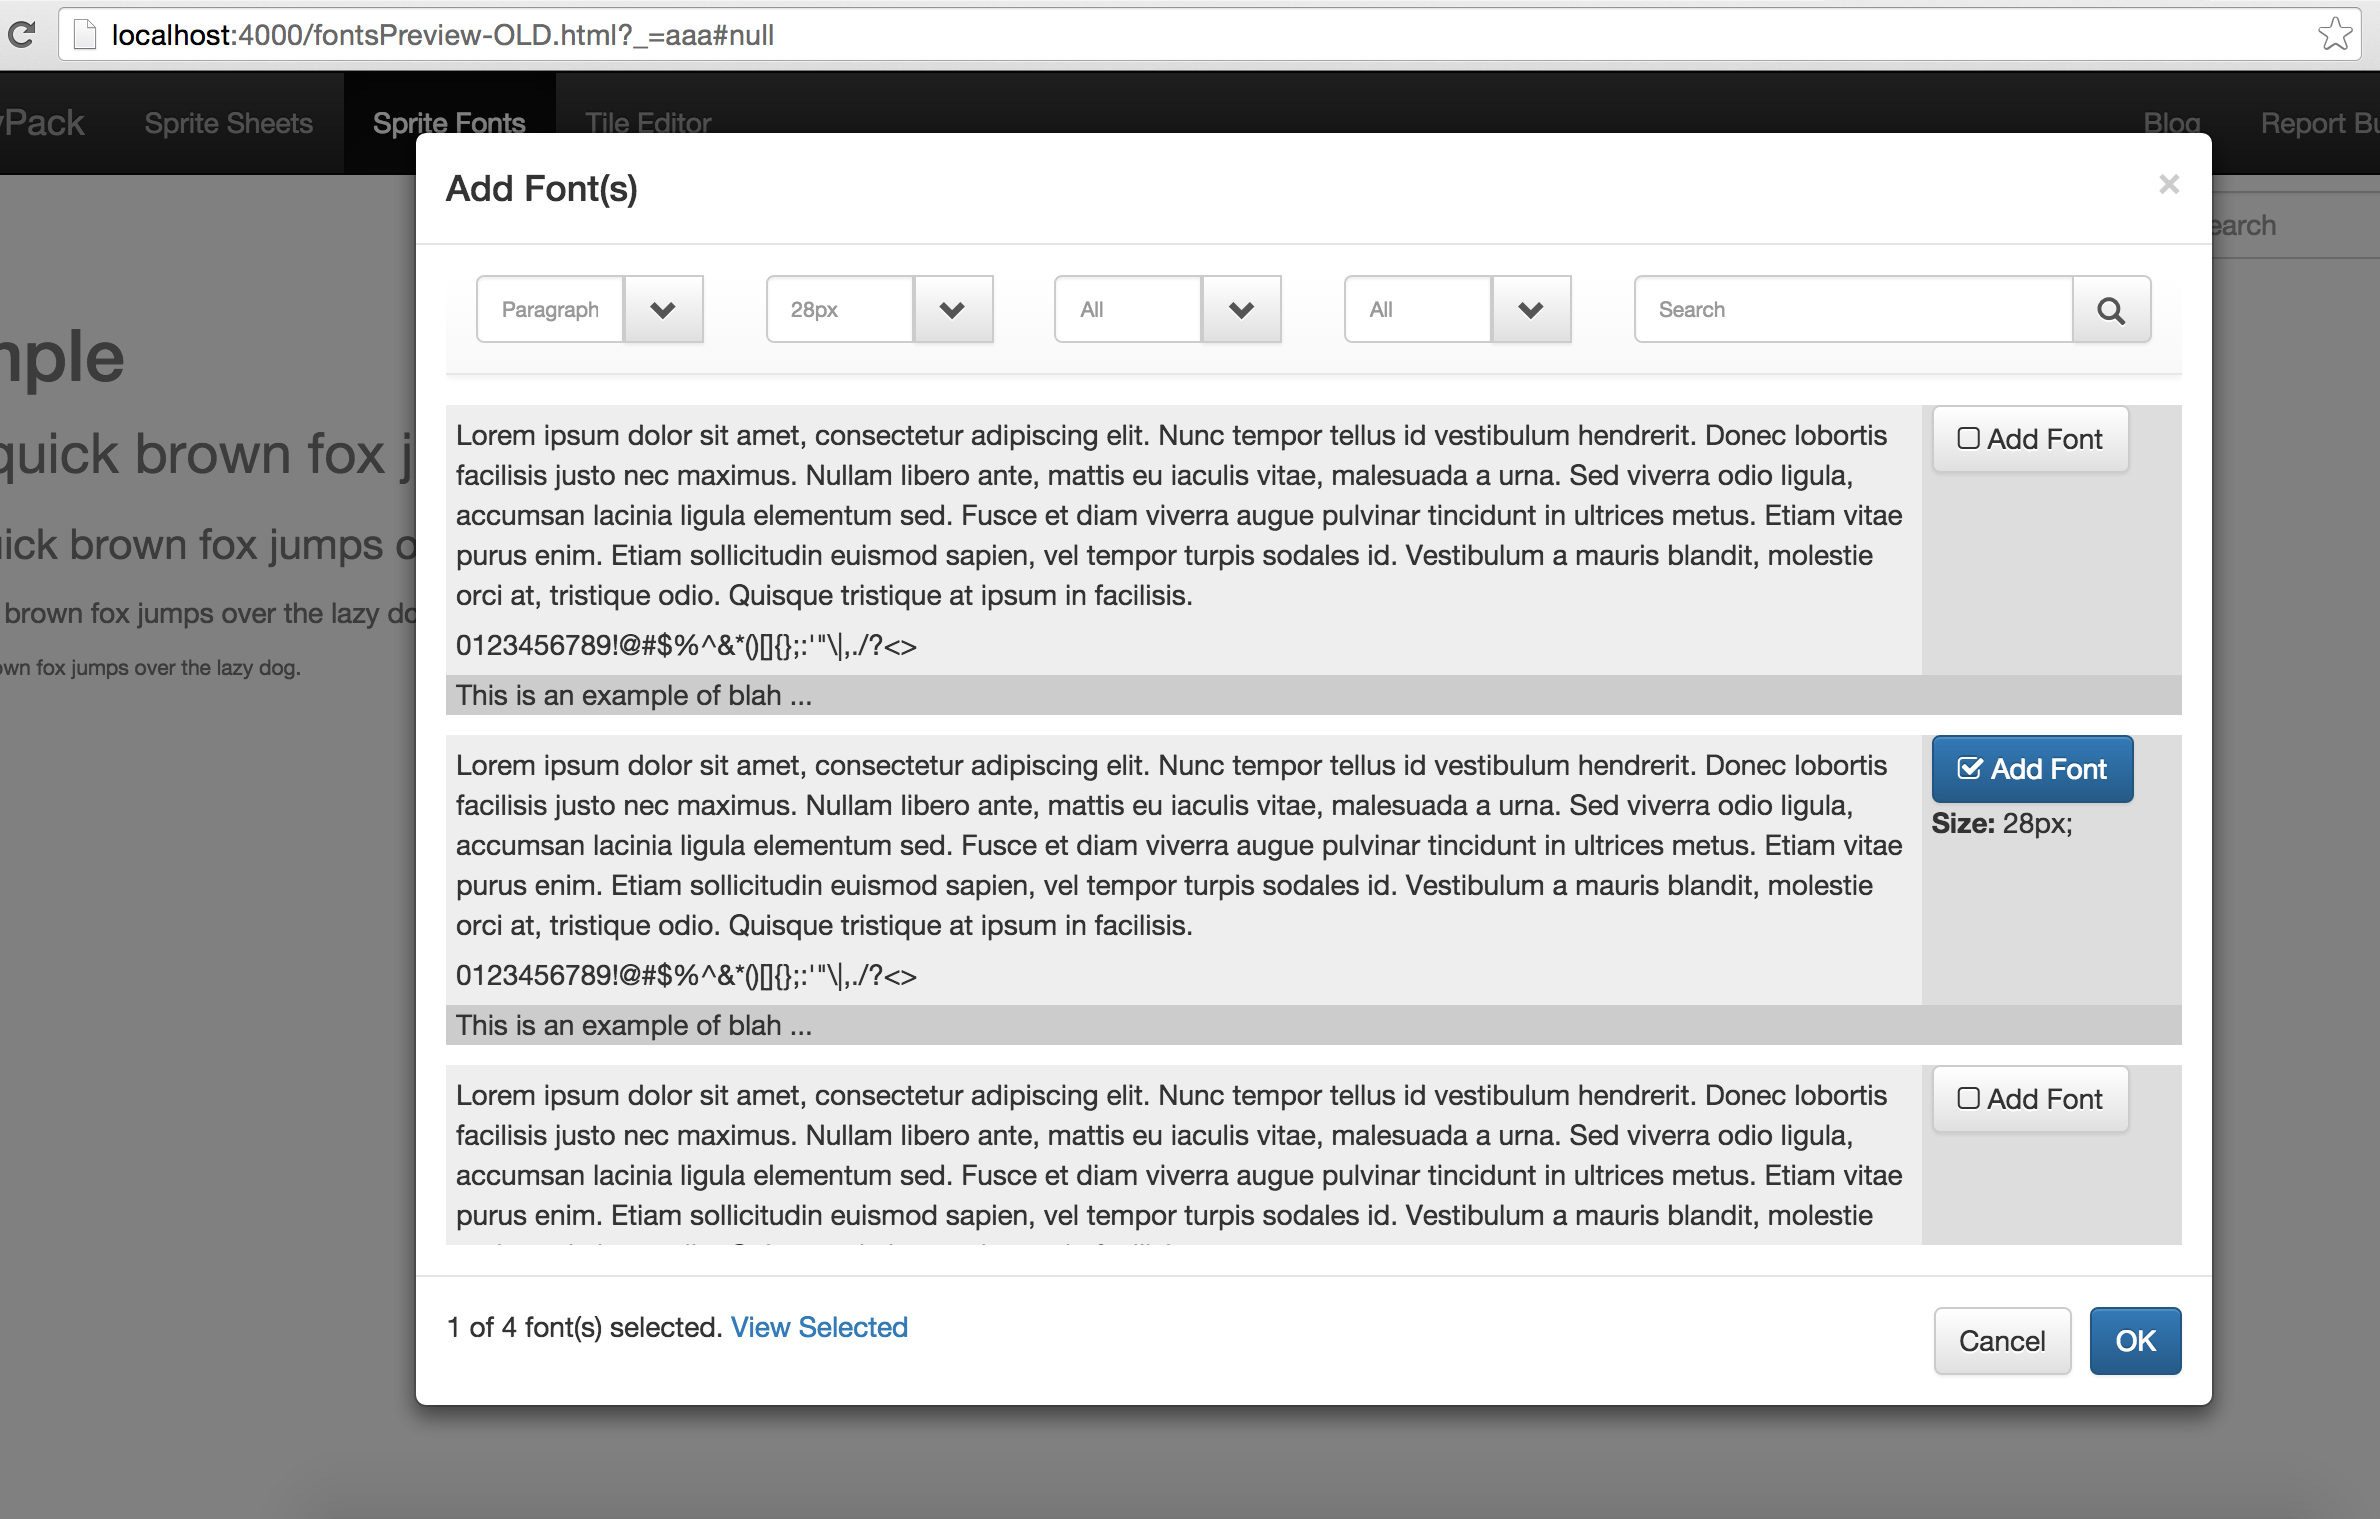 localhost:4000/fontsPreview-OLD.html?_=aaa#null
Pack Sprite Sheets Sprite Fonts Tile Editor Blog Report
Add Font(s) ×
Paragraph 28px All All Search
Lorem ipsum dolor sit amet, consectetur adipiscing elit. Nunc tempor tellus id vestibulum hendrerit. Donec lobortis
facilisis justo nec maximus. Nullam libero ante, mattis eu iaculis vitae, malesuada a urna. Sed viverra odio ligula,
accumsan lacinia ligula elementum sed. Fusce et diam viverra augue pulvinar tincidunt in ultrices metus. Etiam vitae
purus enim. Etiam sollicitudin euismod sapien, vel tempor turpis sodales id. Vestibulum a mauris blandit, molestie
orci at, tristique odio. Quisque tristique at ipsum in facilisis.
0123456789!@#$%^&*()[]{};:'"\|,./?<>
Add Font
This is an example of blah ...
Lorem ipsum dolor sit amet, consectetur adipiscing elit. Nunc tempor tellus id vestibulum hendrerit. Donec lobortis
facilisis justo nec maximus. Nullam libero ante, mattis eu iaculis vitae, malesuada a urna. Sed viverra odio ligula,
accumsan lacinia ligula elementum sed. Fusce et diam viverra augue pulvinar tincidunt in ultrices metus. Etiam vitae
purus enim. Etiam sollicitudin euismod sapien, vel tempor turpis sodales id. Vestibulum a mauris blandit, molestie
orci at, tristique odio. Quisque tristique at ipsum in facilisis.
0123456789!@#$%^&*()[]{};:'"\|,./?<>
Add Font
Size: 28px;
This is an example of blah ...
Lorem ipsum dolor sit amet, consectetur adipiscing elit. Nunc tempor tellus id vestibulum hendrerit. Donec lobortis
facilisis justo nec maximus. Nullam libero ante, mattis eu iaculis vitae, malesuada a urna. Sed viverra odio ligula,
accumsan lacinia ligula elementum sed. Fusce et diam viverra augue pulvinar tincidunt in ultrices metus. Etiam vitae
purus enim. Etiam sollicitudin euismod sapien, vel tempor turpis sodales id. Vestibulum a mauris blandit, molestie
Add Font
1 of 4 font(s) selected. View Selected
Cancel OK
earch
mple
quick brown fox j
ick brown fox jumps o
brown fox jumps over the lazy do
own fox jumps over the lazy dog.